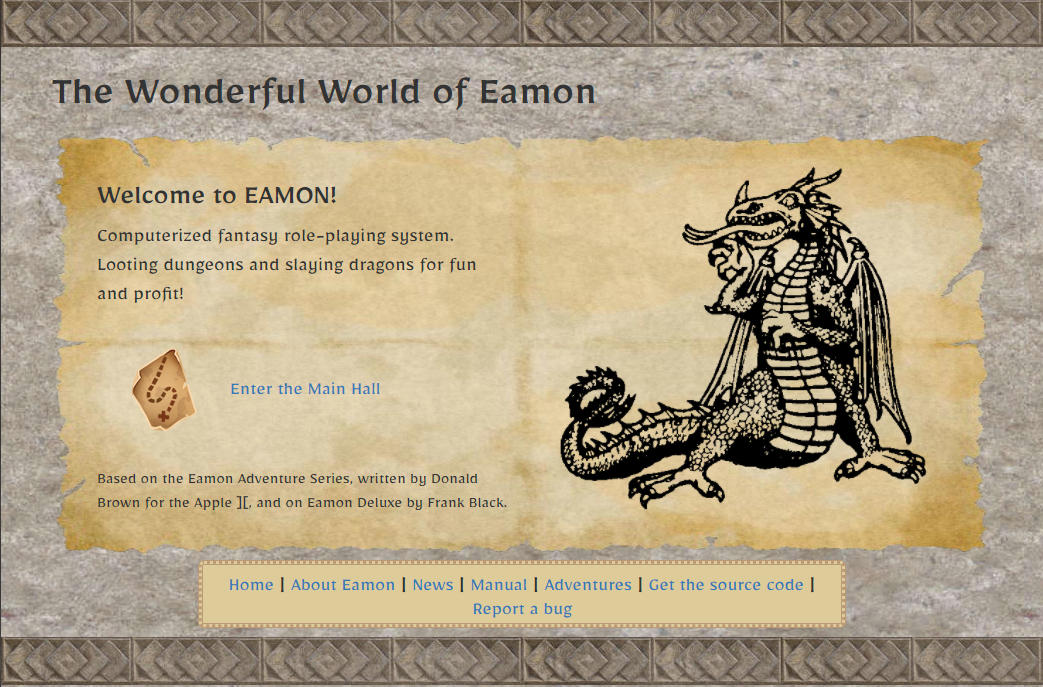 The Wonderful World of Eamon
Welcome to EAMON!
Computerized fantasy role-playing system.
Looting dungeons and slaying dragons for fun
and profit!
Enter the Main Hall
Based on the Eamon Adventure Series, written by Donald
Brown for the Apple ][, and on Eamon Deluxe by Frank Black.
Home | About Eamon | News | Manual | Adventures | Get the source code |
Report a bug